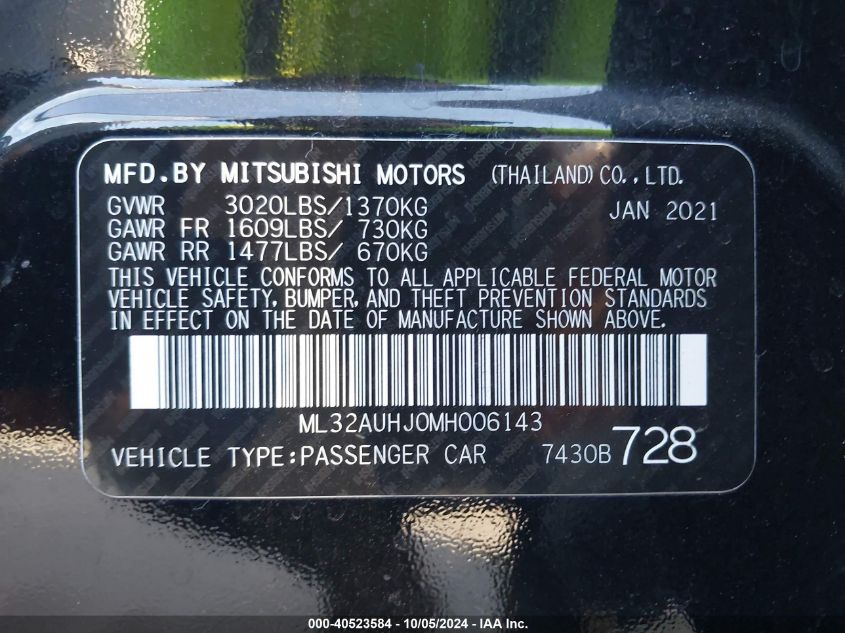 MFD.BY MITSUBISHI MOTORS (THAILAND) CO.,LTD.
GVWR 3020LBS/1370KG JAN 2021
GAWR FR 1609LBS/ 730KG
GAWR RR 1477LBS/ 670KG
THIS VEHICLE CONFORMS TO ALL APPLICABLE FEDERAL MOTOR
VEHICLE SAFETY, BUMPER, AND THEFT PREVENTION STANDARDS
IN EFFECT ON THE DATE OF MANUFACTURE SHOWN ABOVE.
ML32AUHJ0MH006143
VEHICLE TYPE:PASSENGER CAR 7430B 728
000-40523584 - 10/05/2024 - IAA Inc.